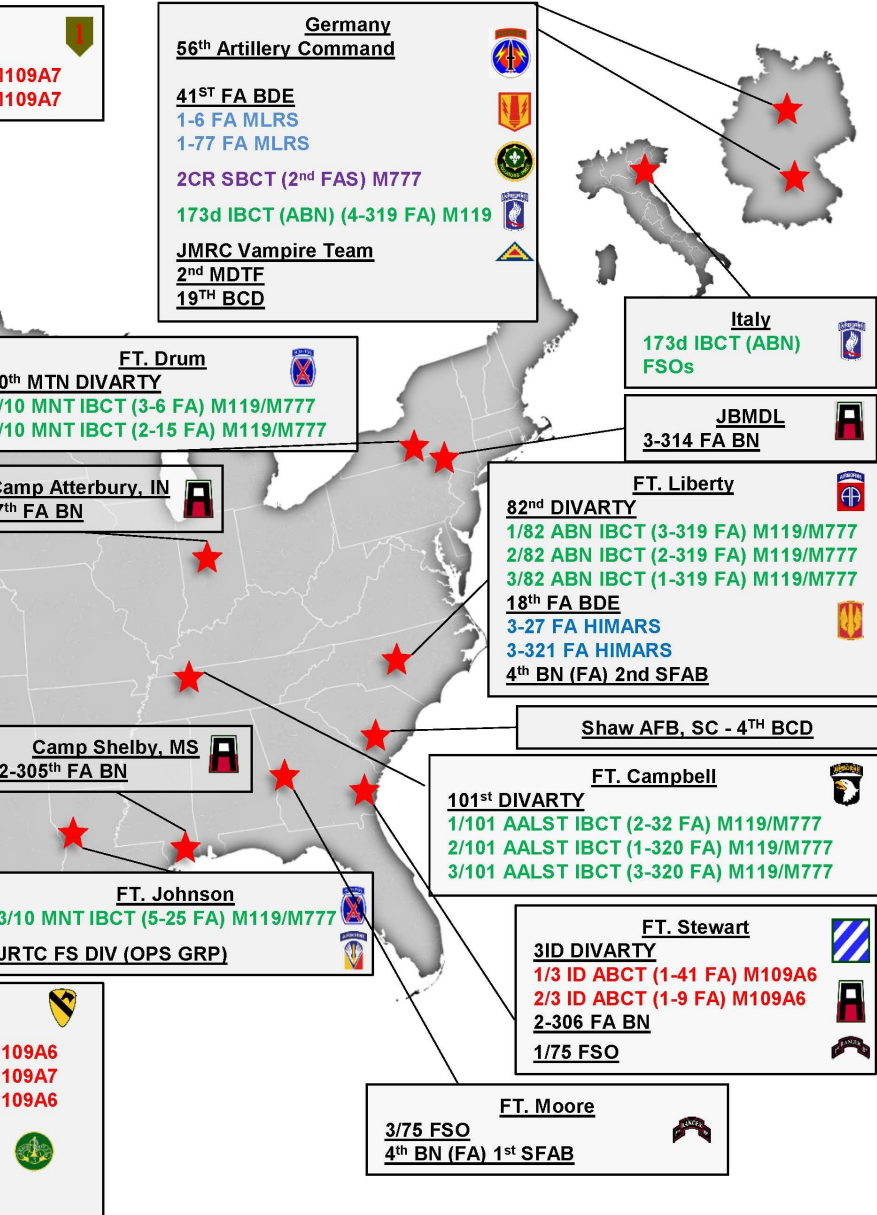 1
M109A7
M109A7
Germany
56th Artillery Command
41ST FA BDE
1-6 FA MLRS
1-77 FA MLRS
2CR SBCT (2nd FAS) M777
173d IBCT (ABN) (4-319 FA) M119
JMRC Vampire Team
2nd MDTF
19TH BCD
Italy
173d IBCT (ABN)
FSOs
FT. Drum
0th MTN DIVARTY
/10 MNT IBCT (3-6 FA) M119/M777
/10 MNT IBCT (2-15 FA) M119/M777
JBMDL
3-314 FA BN
Camp Atterbury, IN
7th FA BN
FT. Liberty
82nd DIVARTY
1/82 ABN IBCT (3-319 FA) M119/M777
2/82 ABN IBCT (2-319 FA) M119/M777
3/82 ABN IBCT (1-319 FA) M119/M777
18th FA BDE
3-27 FA HIMARS
3-321 FA HIMARS
4th BN (FA) 2nd SFAB
Shaw AFB, SC - 4TH BCD
Camp Shelby, MS
2-305th FA BN
FT. Campbell
101st DIVARTY
1/101 AALST IBCT (2-32 FA) M119/M777
2/101 AALST IBCT (1-320 FA) M119/M777
3/101 AALST IBCT (3-320 FA) M119/M777
FT. Johnson
3/10 MNT IBCT (5-25 FA) M119/M777
JRTC FS DIV (OPS GRP)
FT. Stewart
3ID DIVARTY
1/3 ID ABCT (1-41 FA) M109A6
2/3 ID ABCT (1-9 FA) M109A6
2-306 FA BN
1/75 FSO
109A6
109A7
109A6
FT. Moore
3/75 FSO
4th BN (FA) 1st SFAB